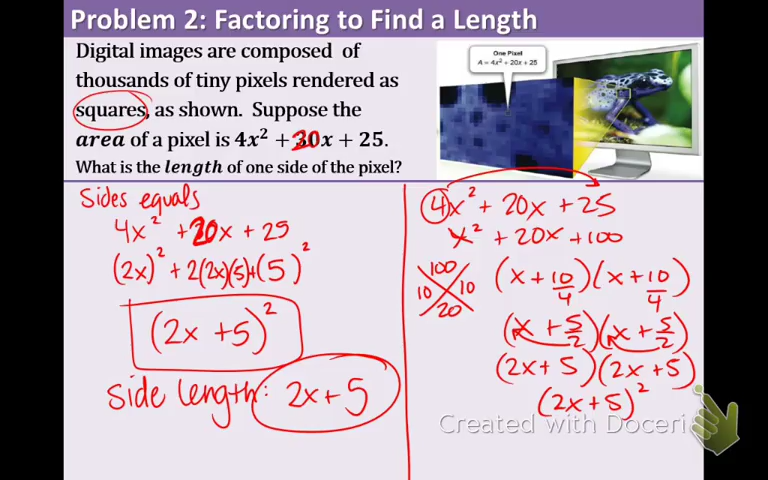 Problem 2: Factoring to Find a Length
Digital images are composed of
thousands of tiny pixels rendered as
squares, as shown. Suppose the
area of a pixel is 4x² + 20x + 25.
What is the length of one side of the pixel?
One Pixel
A = 4x² + 20x + 25
Sides equals
4x² + 20x + 25
(2x)² + 2(2x)(5) + (5)²
(2x + 5)²
Side length: 2x + 5
4x² + 20x + 25
x² + 20x + 100
100
10 10
20
(x + 10/4)(x + 10/4)
(x + 5/2)(x + 5/2)
(2x + 5)(2x + 5)
(2x + 5)²
Created with Doceri